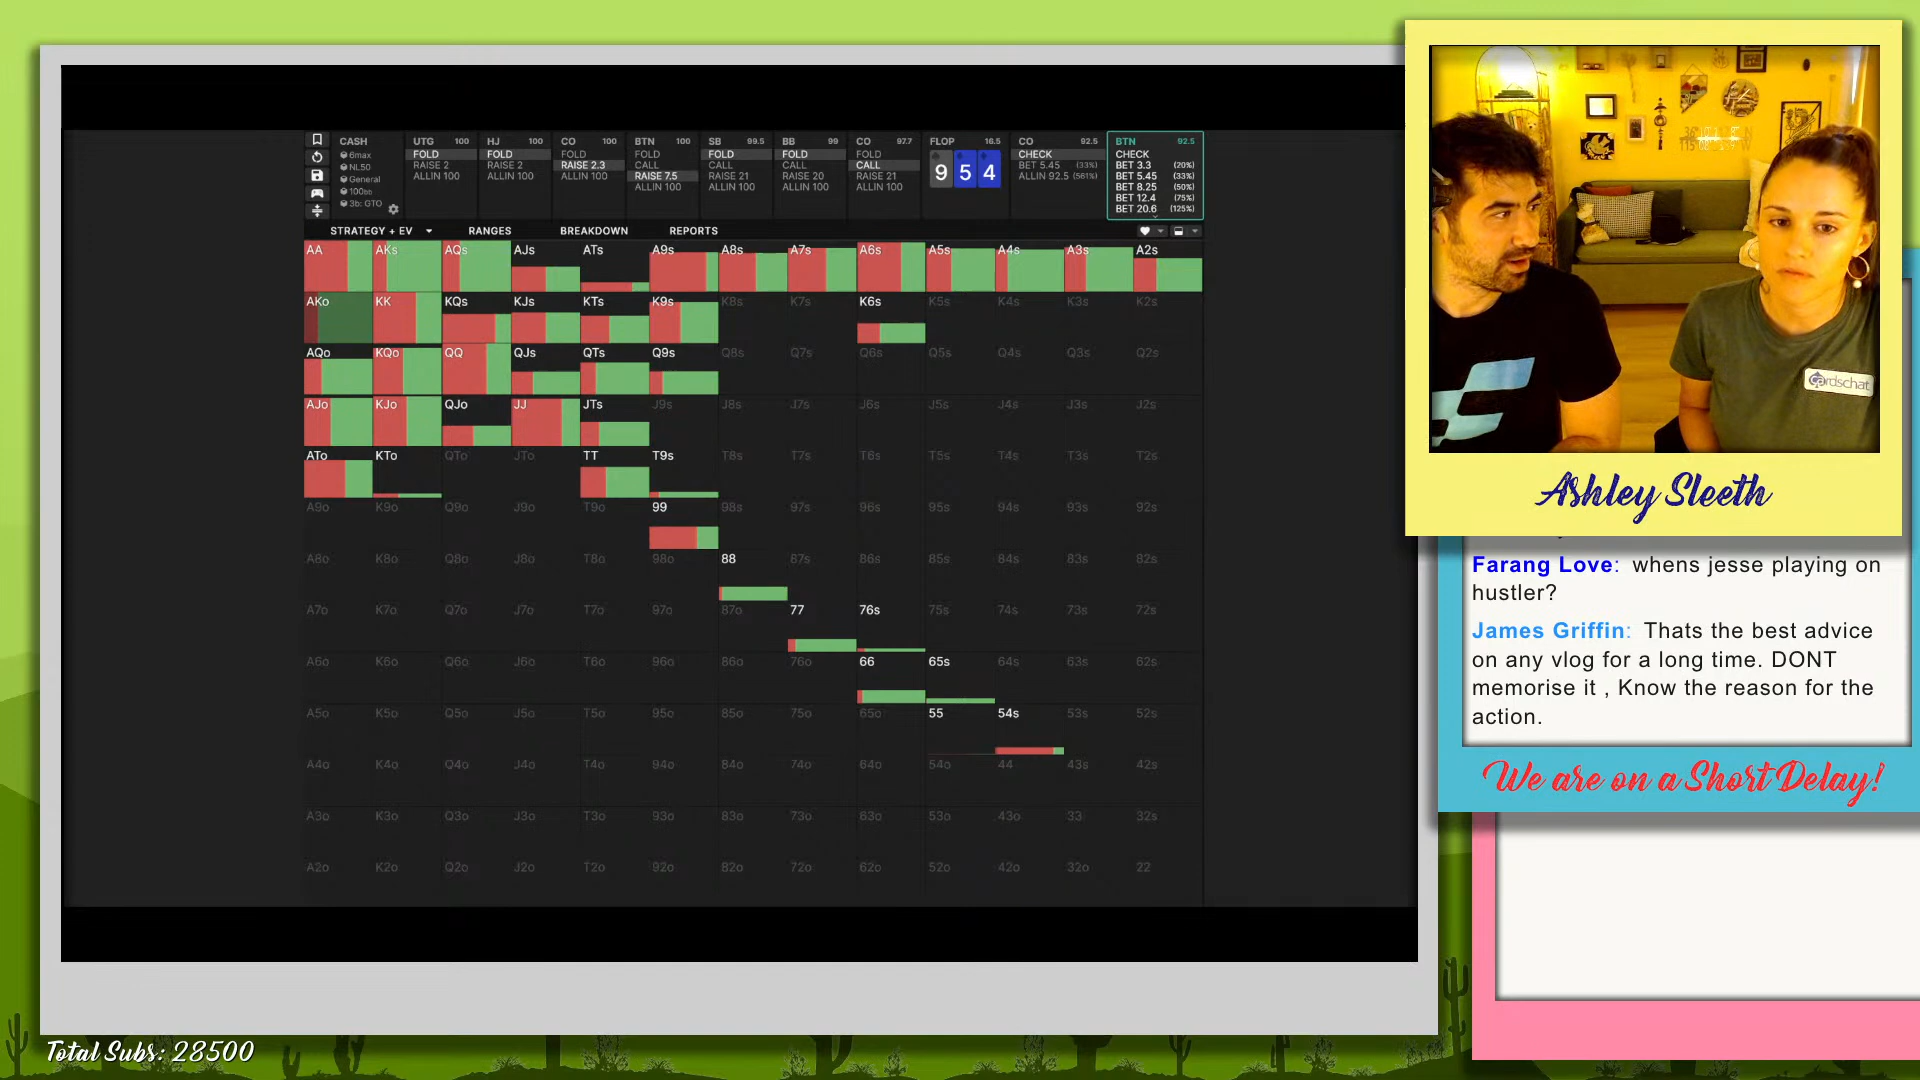 CASH
6max
NL50
General
100bb
3b: GTO
UTG 100
FOLD
RAISE 2
ALLIN 100
HJ 100
FOLD
RAISE 2
ALLIN 100
CO 100
FOLD
RAISE 2.3
ALLIN 100
BTN 100
FOLD
CALL
RAISE 7.5
ALLIN 100
SB 99.5
FOLD
CALL
RAISE 21
ALLIN 100
BB 99
FOLD
CALL
RAISE 20
ALLIN 100
CO 97.7
FOLD
CALL
RAISE 21
ALLIN 100
FLOP 16.5
9 5 4
CO 92.5
CHECK
BET 5.45 (33%)
ALLIN 92.5 (561%)
BTN 92.5
CHECK
BET 3.3 (20%)
BET 5.45 (33%)
BET 8.25 (50%)
BET 12.4 (75%)
BET 20.6 (125%)
STRATEGY + EV RANGES BREAKDOWN REPORTS
AA AKs AQs AJs ATs A9s A8s A7s A6s A5s A4s A3s A2s
AKo KK KQs KJs KTs K9s K8s K7s K6s K5s K4s K3s K2s
AQo KQo QQ QJs QTs Q9s Q8s Q7s Q6s Q5s Q4s Q3s Q2s
AJo KJo QJo JJ JTs J9s J8s J7s J6s J5s J4s J3s J2s
ATo KTo QTo JTo TT T9s T8s T7s T6s T5s T4s T3s T2s
A9o K9o Q9o J9o T9o 99 98s 97s 96s 95s 94s 93s 92s
A8o K8o Q8o J8o T8o 98o 88 87s 86s 85s 84s 83s 82s
A7o K7o Q7o J7o T7o 97o 87o 77 76s 75s 74s 73s 72s
A6o K6o Q6o J6o T6o 96o 86o 76o 66 65s 64s 63s 62s
A5o K5o Q5o J5o T5o 95o 85o 75o 65o 55 54s 53s 52s
A4o K4o Q4o J4o T4o 94o 84o 74o 64o 54o 44 43s 42s
A3o K3o Q3o J3o T3o 93o 83o 73o 63o 53o 43o 33 32s
A2o K2o Q2o J2o T2o 92o 82o 72o 62o 52o 42o 32o 22
cardschat
Ashley Sleeth
Farang Love: whens jesse playing on
hustler?
James Griffin: Thats the best advice
on any vlog for a long time. DONT
memorise it , Know the reason for the
action.
We are on a Short Delay!
Total Subs: 28500